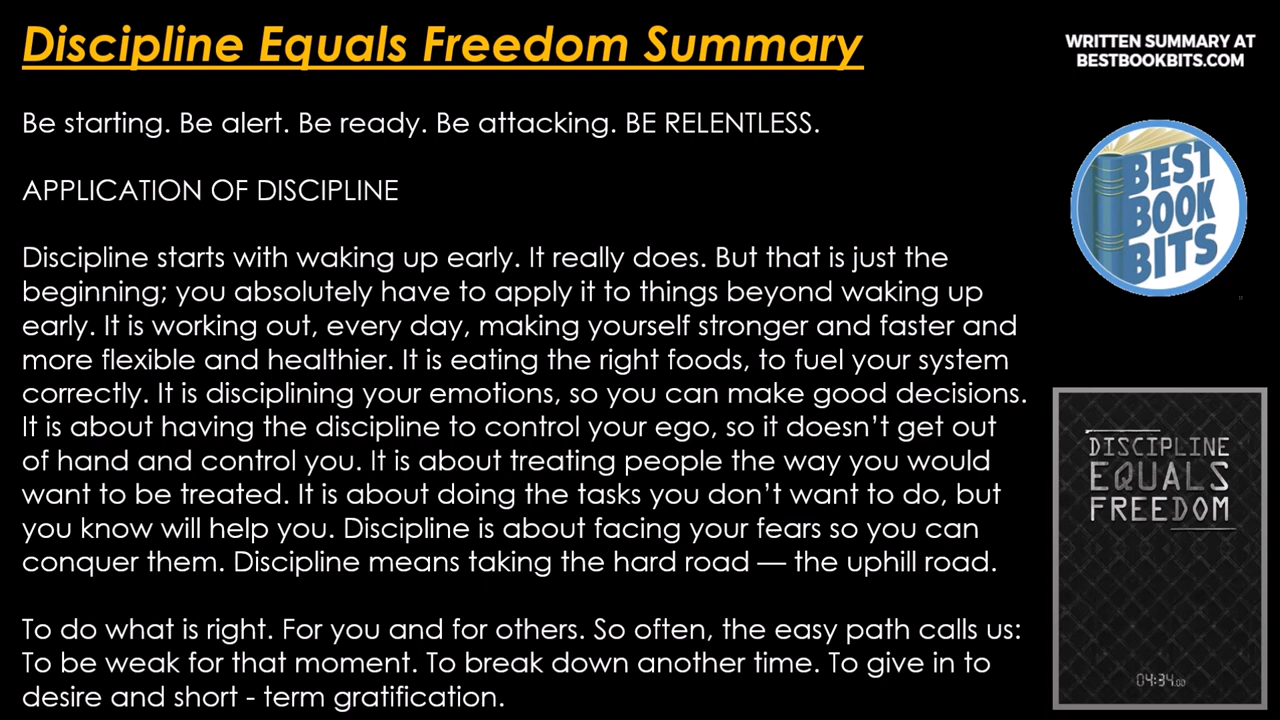 Discipline Equals Freedom Summary
WRITTEN SUMMARY AT
BESTBOOKBITS.COM
Be starting. Be alert. Be ready. Be attacking. BE RELENTLESS.
APPLICATION OF DISCIPLINE
Discipline starts with waking up early. It really does. But that is just the
beginning; you absolutely have to apply it to things beyond waking up
early. It is working out, every day, making yourself stronger and faster and
more flexible and healthier. It is eating the right foods, to fuel your system
correctly. It is disciplining your emotions, so you can make good decisions.
It is about having the discipline to control your ego, so it doesn’t get out
of hand and control you. It is about treating people the way you would
want to be treated. It is about doing the tasks you don’t want to do, but
you know will help you. Discipline is about facing your fears so you can
conquer them. Discipline means taking the hard road — the uphill road.
To do what is right. For you and for others. So often, the easy path calls us:
To be weak for that moment. To break down another time. To give in to
desire and short - term gratification.
BEST
BOOK
BITS
DISCIPLINE
EQUALS
FREEDOM
04:34.00